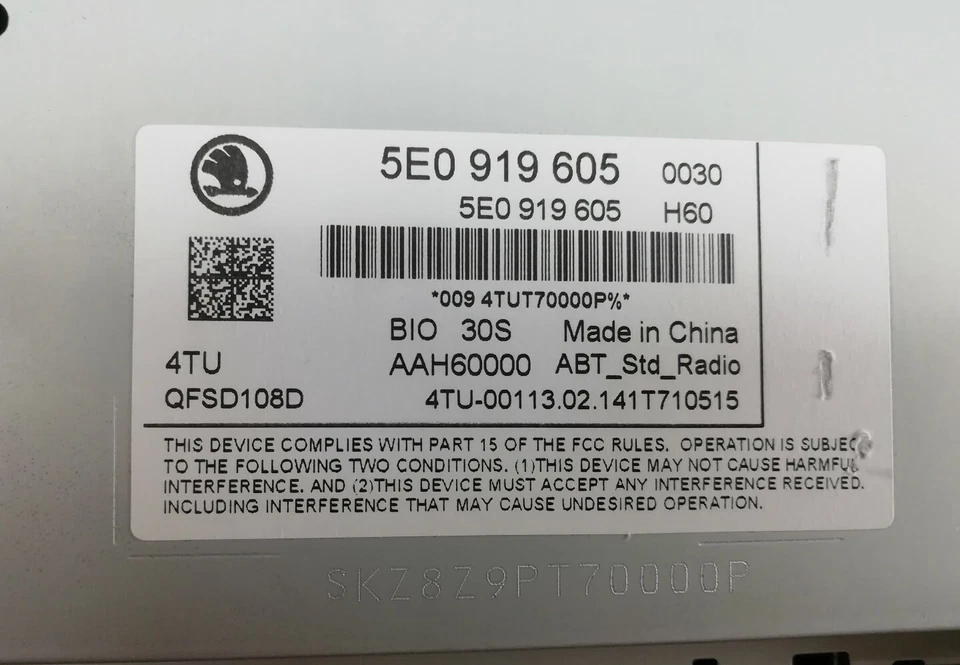 5E0 919 605 0030
5E0 919 605 H60
*009 4TUT70000P%*
BIO 30S Made in China
4TU AAH60000 ABT_Std_Radio
QFSD108D 4TU-00113.02.141T710515
THIS DEVICE COMPLIES WITH PART 15 OF THE FCC RULES. OPERATION IS SUBJEC
TO THE FOLLOWING TWO CONDITIONS. (1)THIS DEVICE MAY NOT CAUSE HARMFUL
INTERFERENCE. AND (2)THIS DEVICE MUST ACCEPT ANY INTERFERENCE RECEIVED.
INCLUDING INTERFERENCE THAT MAY CAUSE UNDESIRED OPERATION.
SKZ8Z9PT70000P